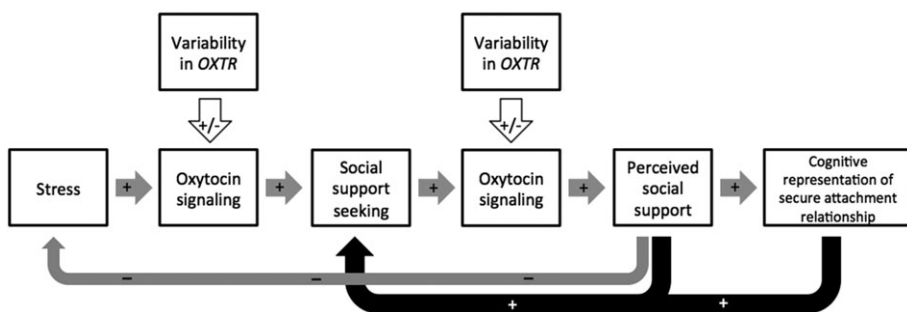 Variability
in OXTR
Variability
in OXTR
+/-
+/-
Stress
+
Oxytocin
signaling
+
Social
support
seeking
+
Oxytocin
signaling
+
Perceived
social
support
+
Cognitive
representation of
secure attachment
relationship
–
–
–
+
+